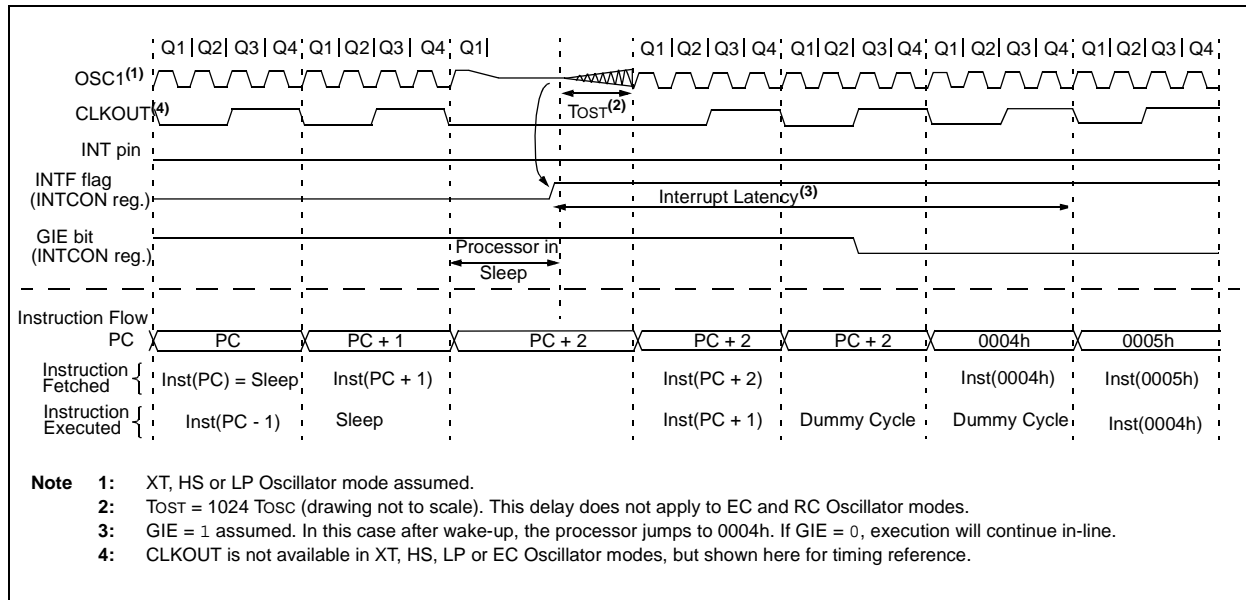 Q1 Q2 Q3 Q4 Q1 Q2 Q3 Q4 Q1 Q1 Q2 Q3 Q4 Q1 Q2 Q3 Q4 Q1 Q2 Q3 Q4 Q1 Q2 Q3 Q4
OSC1(1)
TOST(2)
CLKOUT(4)
INT pin
INTF flag
(INTCON reg.)
Interrupt Latency(3)
GIE bit
(INTCON reg.)
Processor in
Sleep
Instruction Flow
PC PC PC + 1 PC + 2 PC + 2 PC + 2 0004h 0005h
Instruction
Fetched { Inst(PC) = Sleep Inst(PC + 1) Inst(PC + 2) Inst(0004h) Inst(0005h)
Instruction
Executed { Inst(PC - 1) Sleep Inst(PC + 1) Dummy Cycle Dummy Cycle Inst(0004h)
Note 1: XT, HS or LP Oscillator mode assumed.
2: TOST = 1024 TOSC (drawing not to scale). This delay does not apply to EC and RC Oscillator modes.
3: GIE = 1 assumed. In this case after wake-up, the processor jumps to 0004h. If GIE = 0, execution will continue in-line.
4: CLKOUT is not available in XT, HS, LP or EC Oscillator modes, but shown here for timing reference.